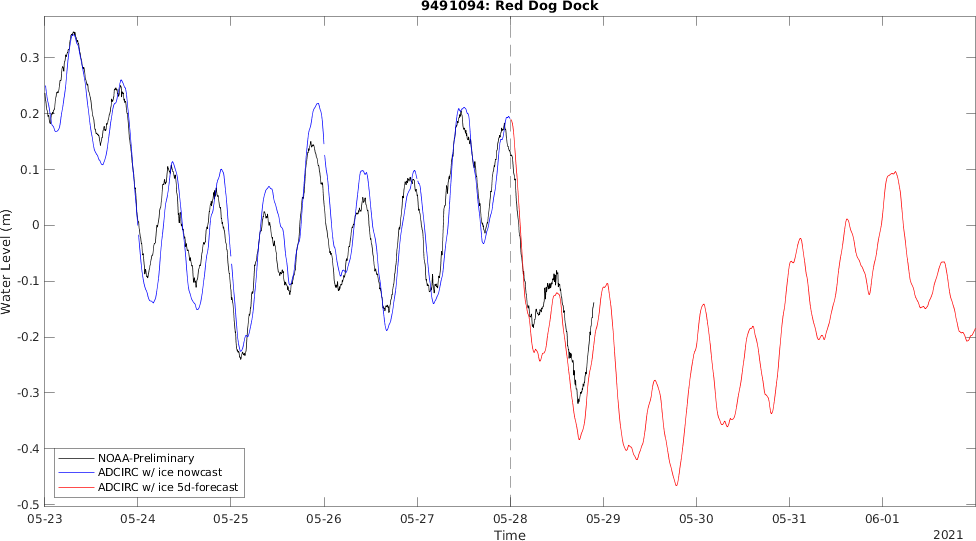 9491094: Red Dog Dock
Water Level (m)
0.3
0.2
0.1
0
-0.1
-0.2
-0.3
-0.4
-0.5
NOAA-Preliminary
ADCIRC w/ ice nowcast
ADCIRC w/ ice 5d-forecast
05-23 05-24 05-25 05-26 05-27 05-28 05-29 05-30 05-31 06-01
Time
2021